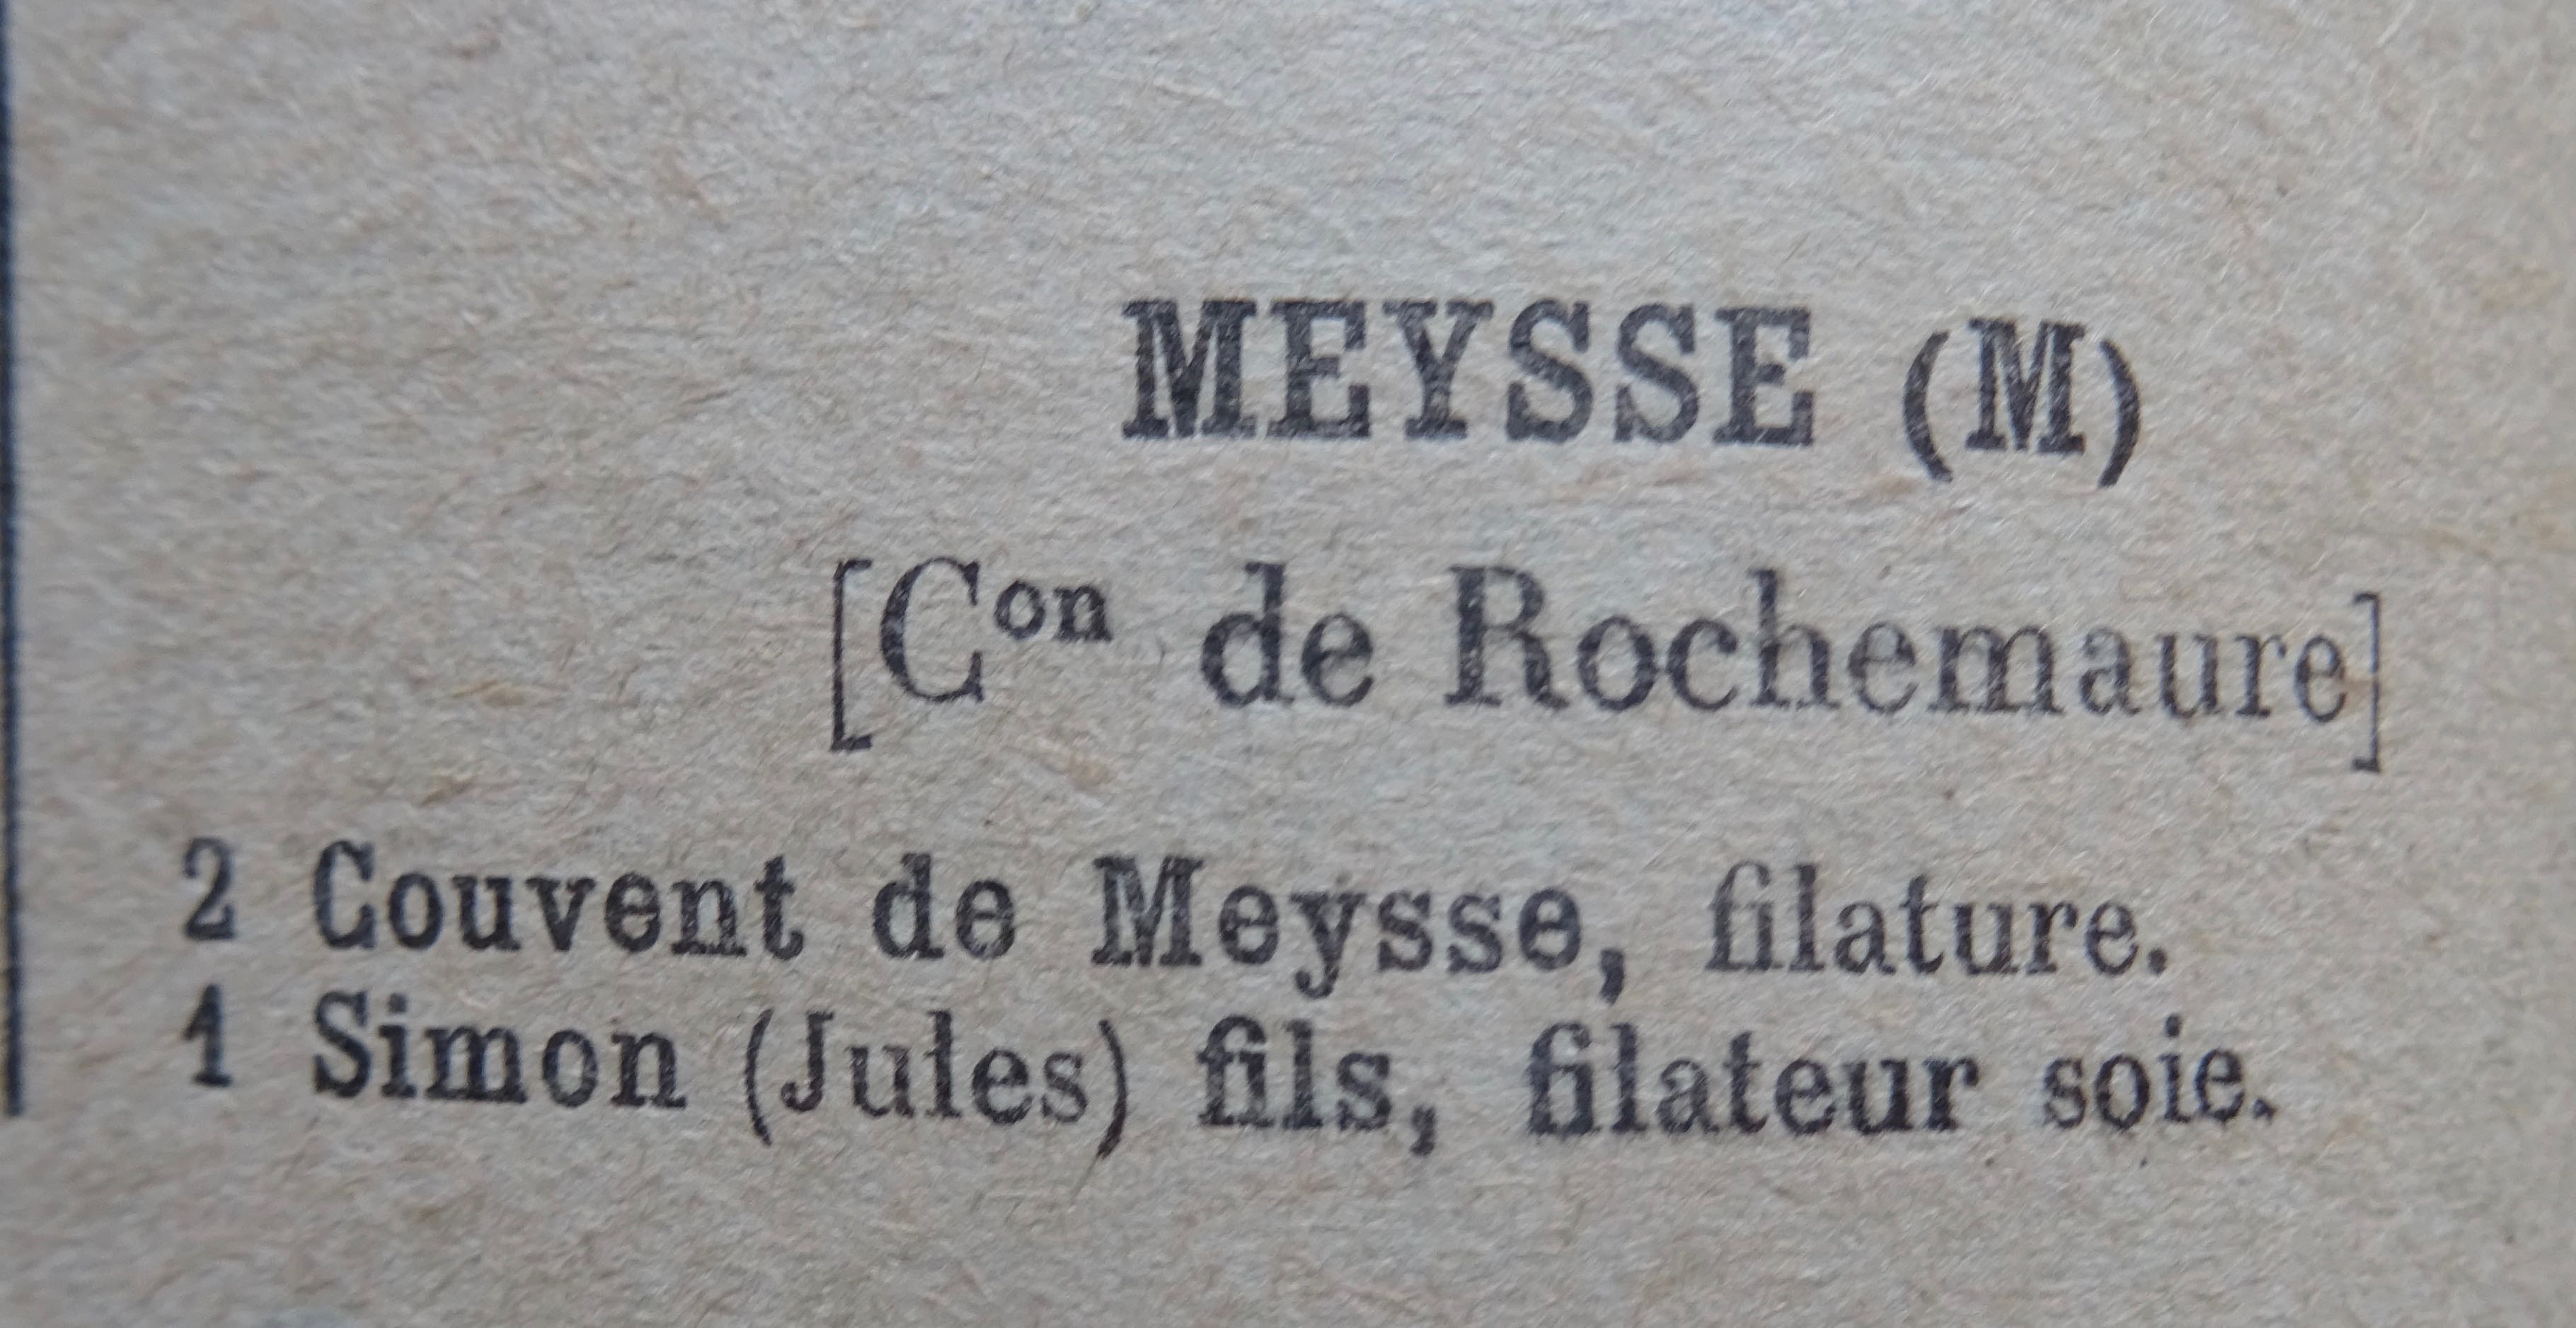 MEYSSE (M)
[Cᵒⁿ de Rochemaure]
2 Couvent de Meysse, filature.
1 Simon (Jules) fils, filateur soie.